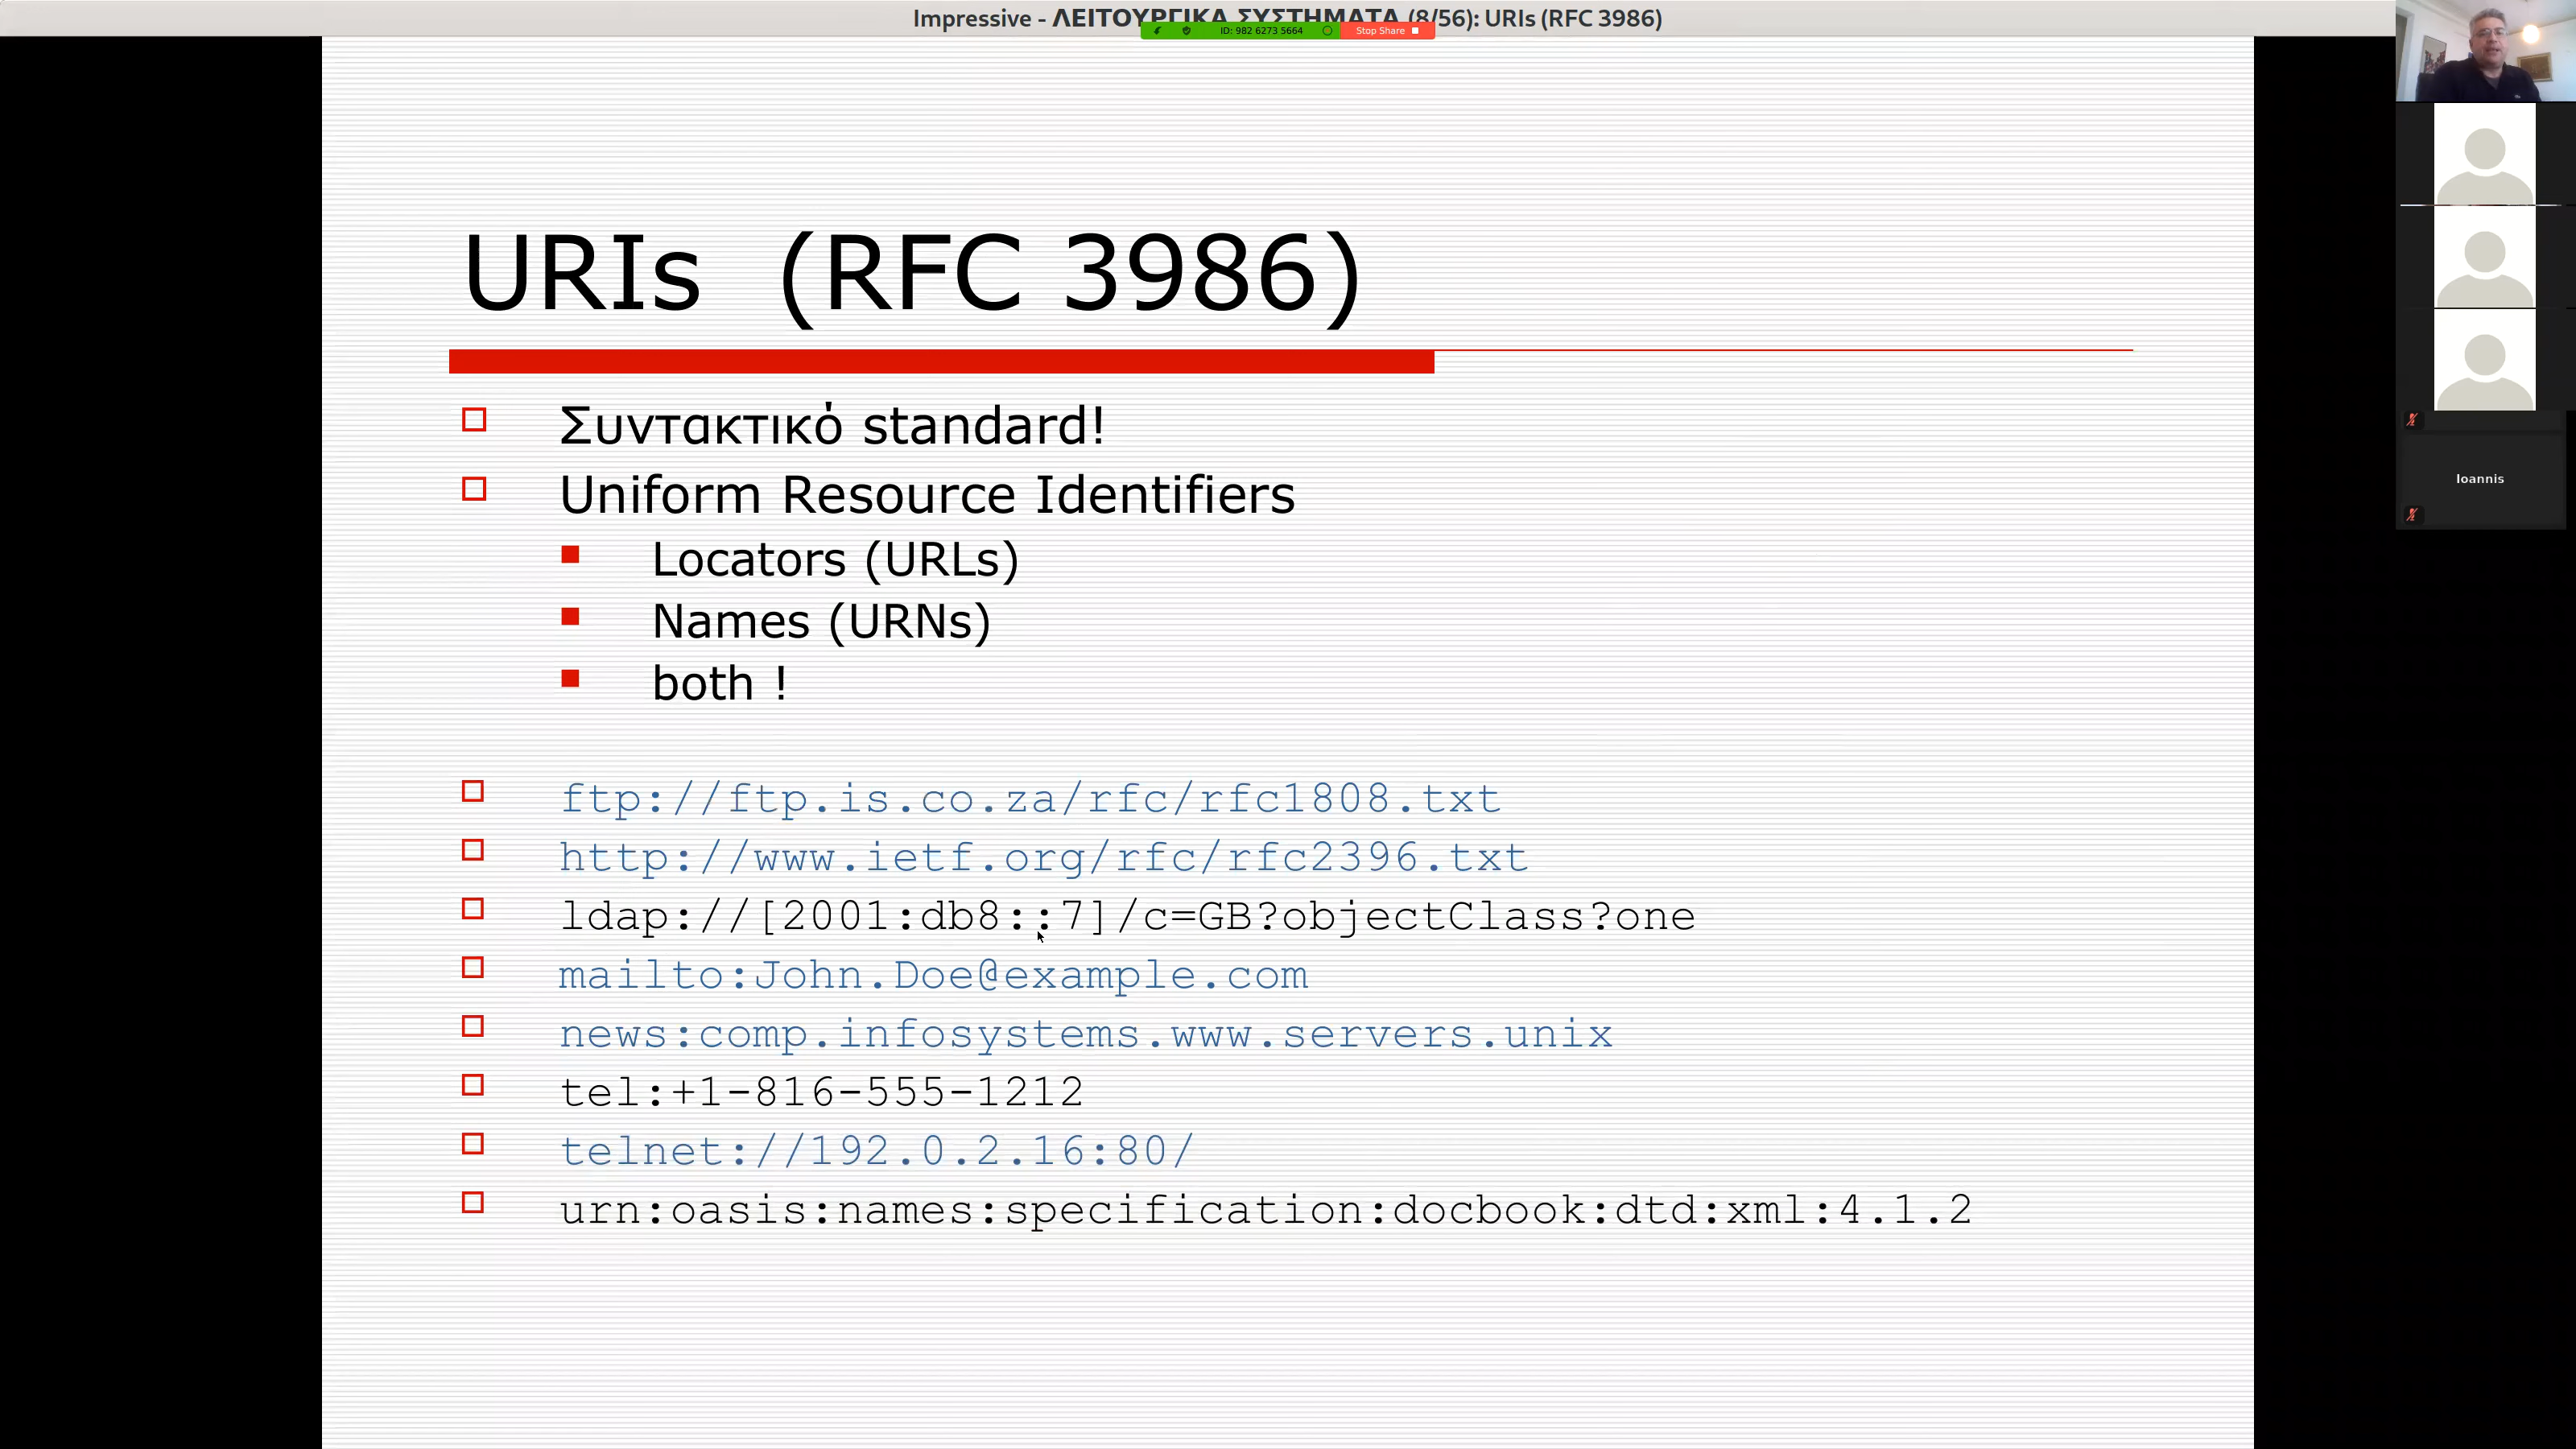 Impressive - ΛΕΙΤΟΥΡΓΙΚΑ ΣΥΣΤΗΜΑΤΑ (8/56): URIs (RFC 3986)
ID: 982 6273 5664 Stop Share
URIs (RFC 3986)
Συντακτικό standard!
Uniform Resource Identifiers
Locators (URLs)
Names (URNs)
both !
ftp://ftp.is.co.za/rfc/rfc1808.txt
http://www.ietf.org/rfc/rfc2396.txt
ldap://[2001:db8::7]/c=GB?objectClass?one
mailto:John.Doe@example.com
news:comp.infosystems.www.servers.unix
tel:+1-816-555-1212
telnet://192.0.2.16:80/
urn:oasis:names:specification:docbook:dtd:xml:4.1.2
Ioannis